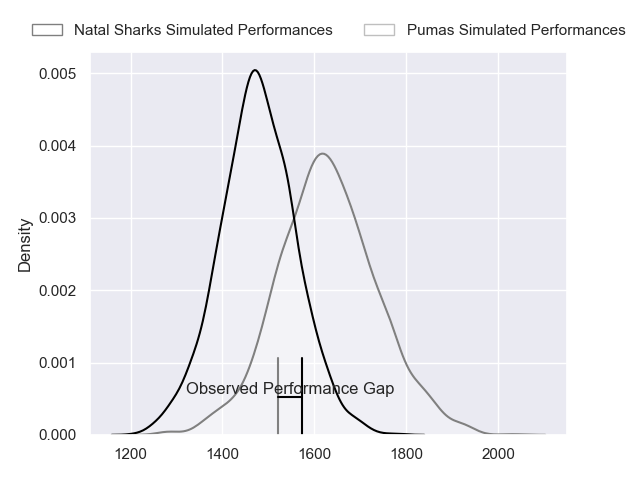 Natal Sharks Simulated Performances Pumas Simulated Performances
0.005
0.004
0.003
0.002
0.001
0.000
Density
Observed Performance Gap
1200 1400 1600 1800 2000